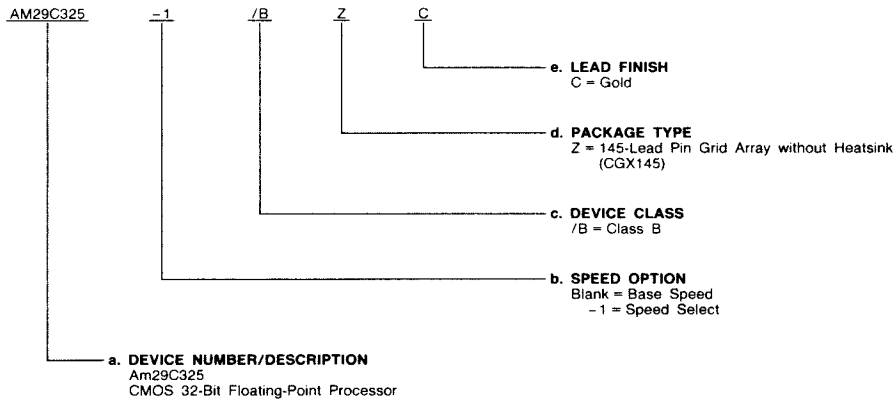 AM29C325 -1 /B Z C
e. LEAD FINISH
C = Gold
d. PACKAGE TYPE
Z = 145-Lead Pin Grid Array without Heatsink
(CGX145)
c. DEVICE CLASS
/B = Class B
b. SPEED OPTION
Blank = Base Speed
-1 = Speed Select
a. DEVICE NUMBER/DESCRIPTION
Am29C325
CMOS 32-Bit Floating-Point Processor